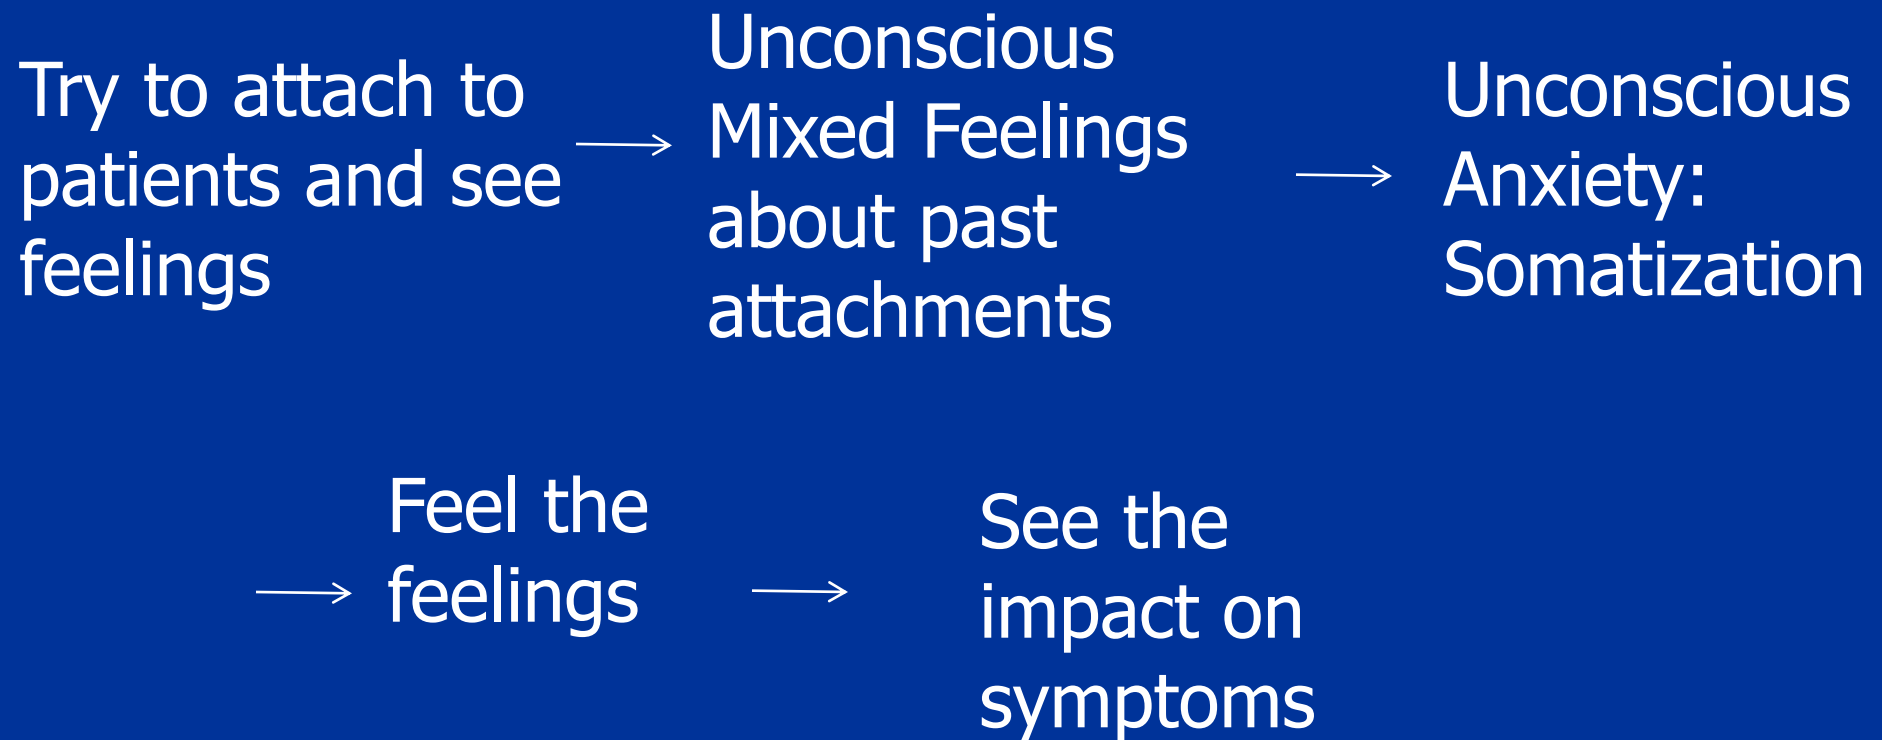 Try to attach to
patients and see
feelings
Unconscious
Mixed Feelings
about past
attachments
Unconscious
Anxiety:
Somatization
Feel the
feelings
See the
impact on
symptoms